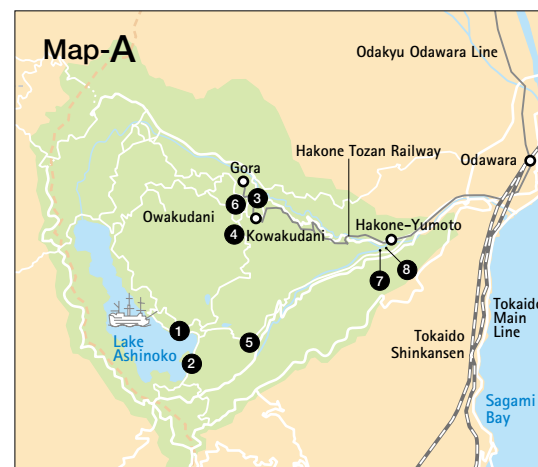 Map-A
Odakyu Odawara Line
Hakone Tozan Railway
Odawara
Gora
6
3
Owakudani
4
Kowakudani
Hakone-Yumoto
7
8
1
Lake
Ashinoko
2
5
Tokaido
Shinkansen
Tokaido
Main
Line
Sagami
Bay